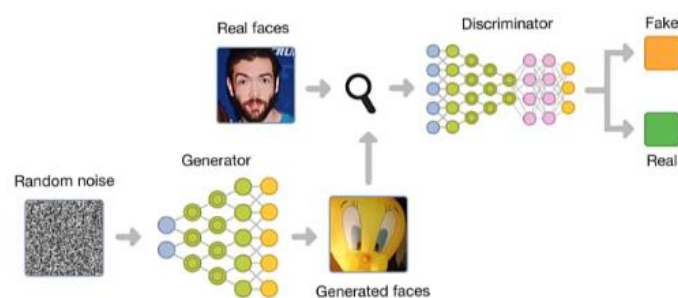 Real faces
Discriminator
Fake
Generator
Random noise
Real
Generated faces